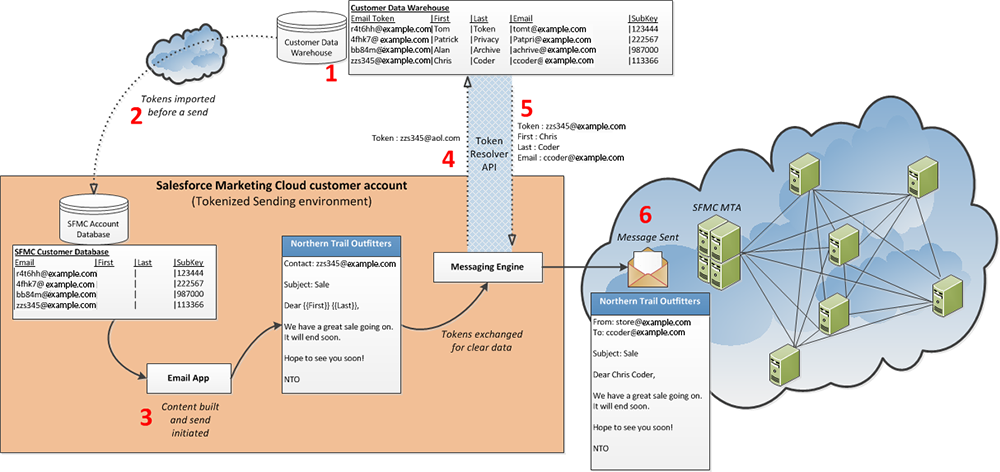 Customer Data Warehouse
Email Token |First |Last |Email |SubKey
r4t6hh@example.com| Tom |Token |tomt@example.com |123444
4fhk7@ example.com| Patrick |Privacy |Patpri@example.com |222567
bb84m@example.com| Alan |Archive |achrive@example.com |987000
zzs345@example.com| Chris |Coder |ccoder@ example.com |113366
Customer Data
Warehouse
1
2
Tokens imported
before a send
Token : zzs345@aol.com
4
Token
Resolver
API
5
Token : zzs345@example.com
First : Chris
Last : Coder
Email : ccoder@example.com
Salesforce Marketing Cloud customer account
(Tokenized Sending environment)
SFMC Account
Database
SFMC Customer Database
Email |First |Last |SubKey
r4t6hh@example.com | |123444
4fhk7@ example.com | |222567
bb84m@example.com | |987000
zzs345@example.com | |113366
Northern Trail Outfitters
Contact: zzs345@example.com
Subject: Sale
Dear {{First}} {{Last}},
We have a great sale going on.
It will end soon.
Hope to see you soon!
NTO
Messaging Engine
Tokens exchanged
for clear data
Email App
3
Content built
and send
initiated
6
Message Sent
SFMC MTA
Northern Trail Outfitters
From: store@example.com
To: ccoder@example.com
Subject: Sale
Dear Chris Coder,
We have a great sale going on.
It will end soon.
Hope to see you soon!
NTO